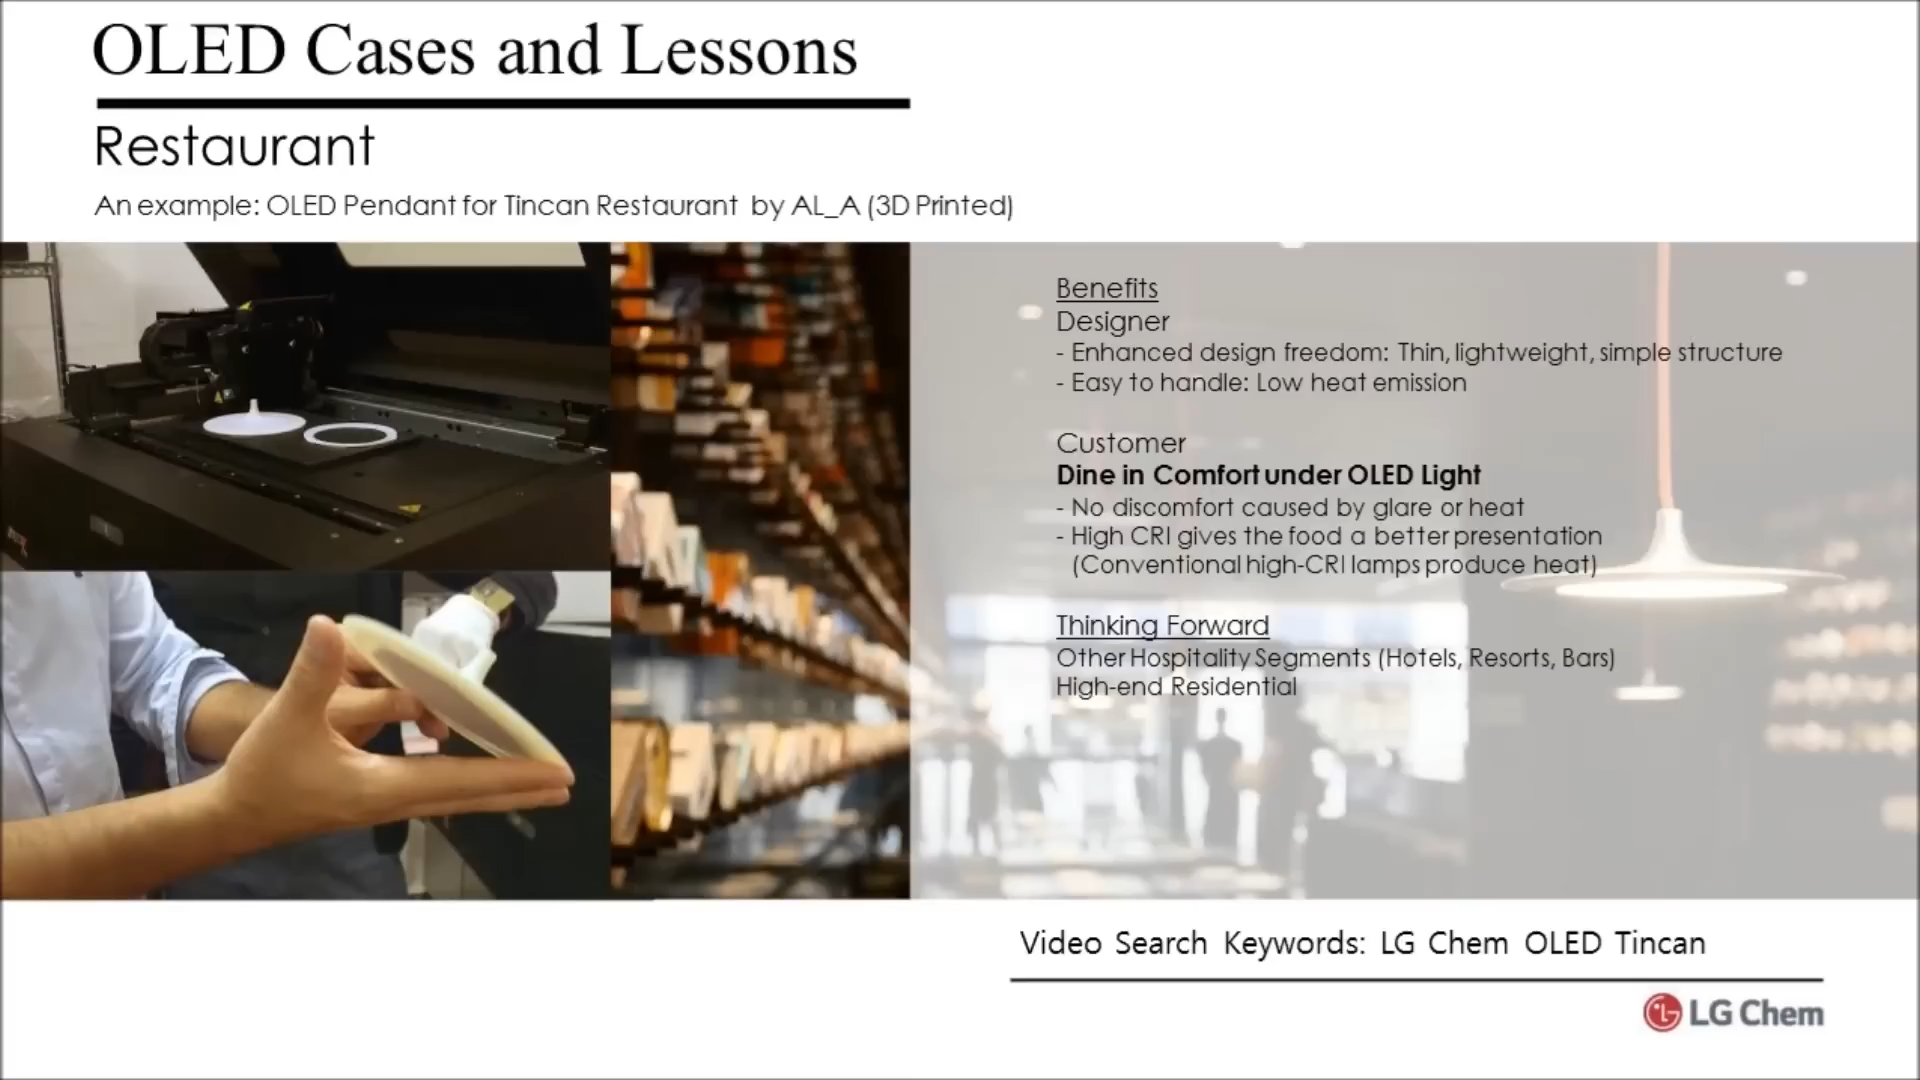 OLED Cases and Lessons
Restaurant
An example: OLED Pendant for Tincan Restaurant by AL_A (3D Printed)
Benefits
Designer
- Enhanced design freedom: Thin, lightweight, simple structure
- Easy to handle: Low heat emission
Customer
Dine in Comfort under OLED Light
- No discomfort caused by glare or heat
- High CRI gives the food a better presentation
(Conventional high-CRI lamps produce heat)
Thinking Forward
Other Hospitality Segments (Hotels, Resorts, Bars)
High-end Residential
Video Search Keywords: LG Chem OLED Tincan
LG Chem